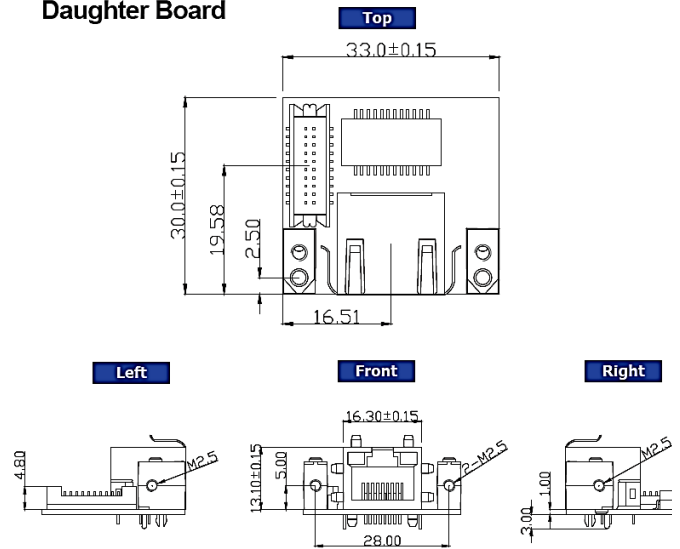 Daughter Board
Top
33.0±0.15
30.0±0.15
19.58
2.50
16.51
Left
Front
Right
4.80
M2.5
16.30±0.15
13.10±0.15
5.00
2-M2.5
28.00
M2.5
1.00
3.00